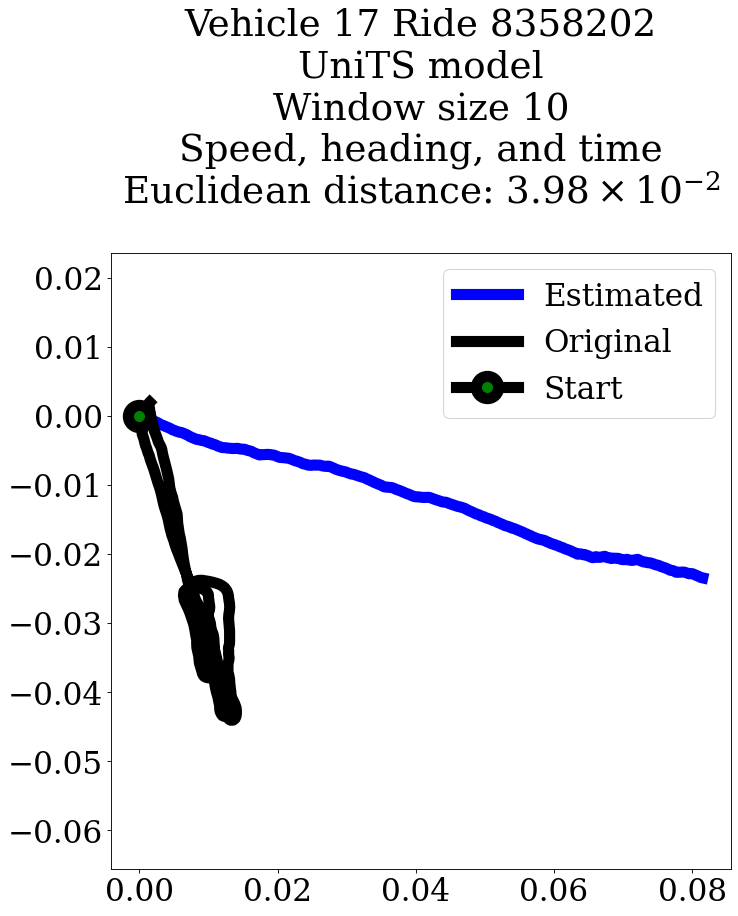 Vehicle 17 Ride 8358202
UniTS model
Window size 10
Speed, heading, and time
Euclidean distance: 3.98 × 10⁻²
Estimated
Original
Start
0.02
0.01
0.00
−0.01
−0.02
−0.03
−0.04
−0.05
−0.06
0.00 0.02 0.04 0.06 0.08